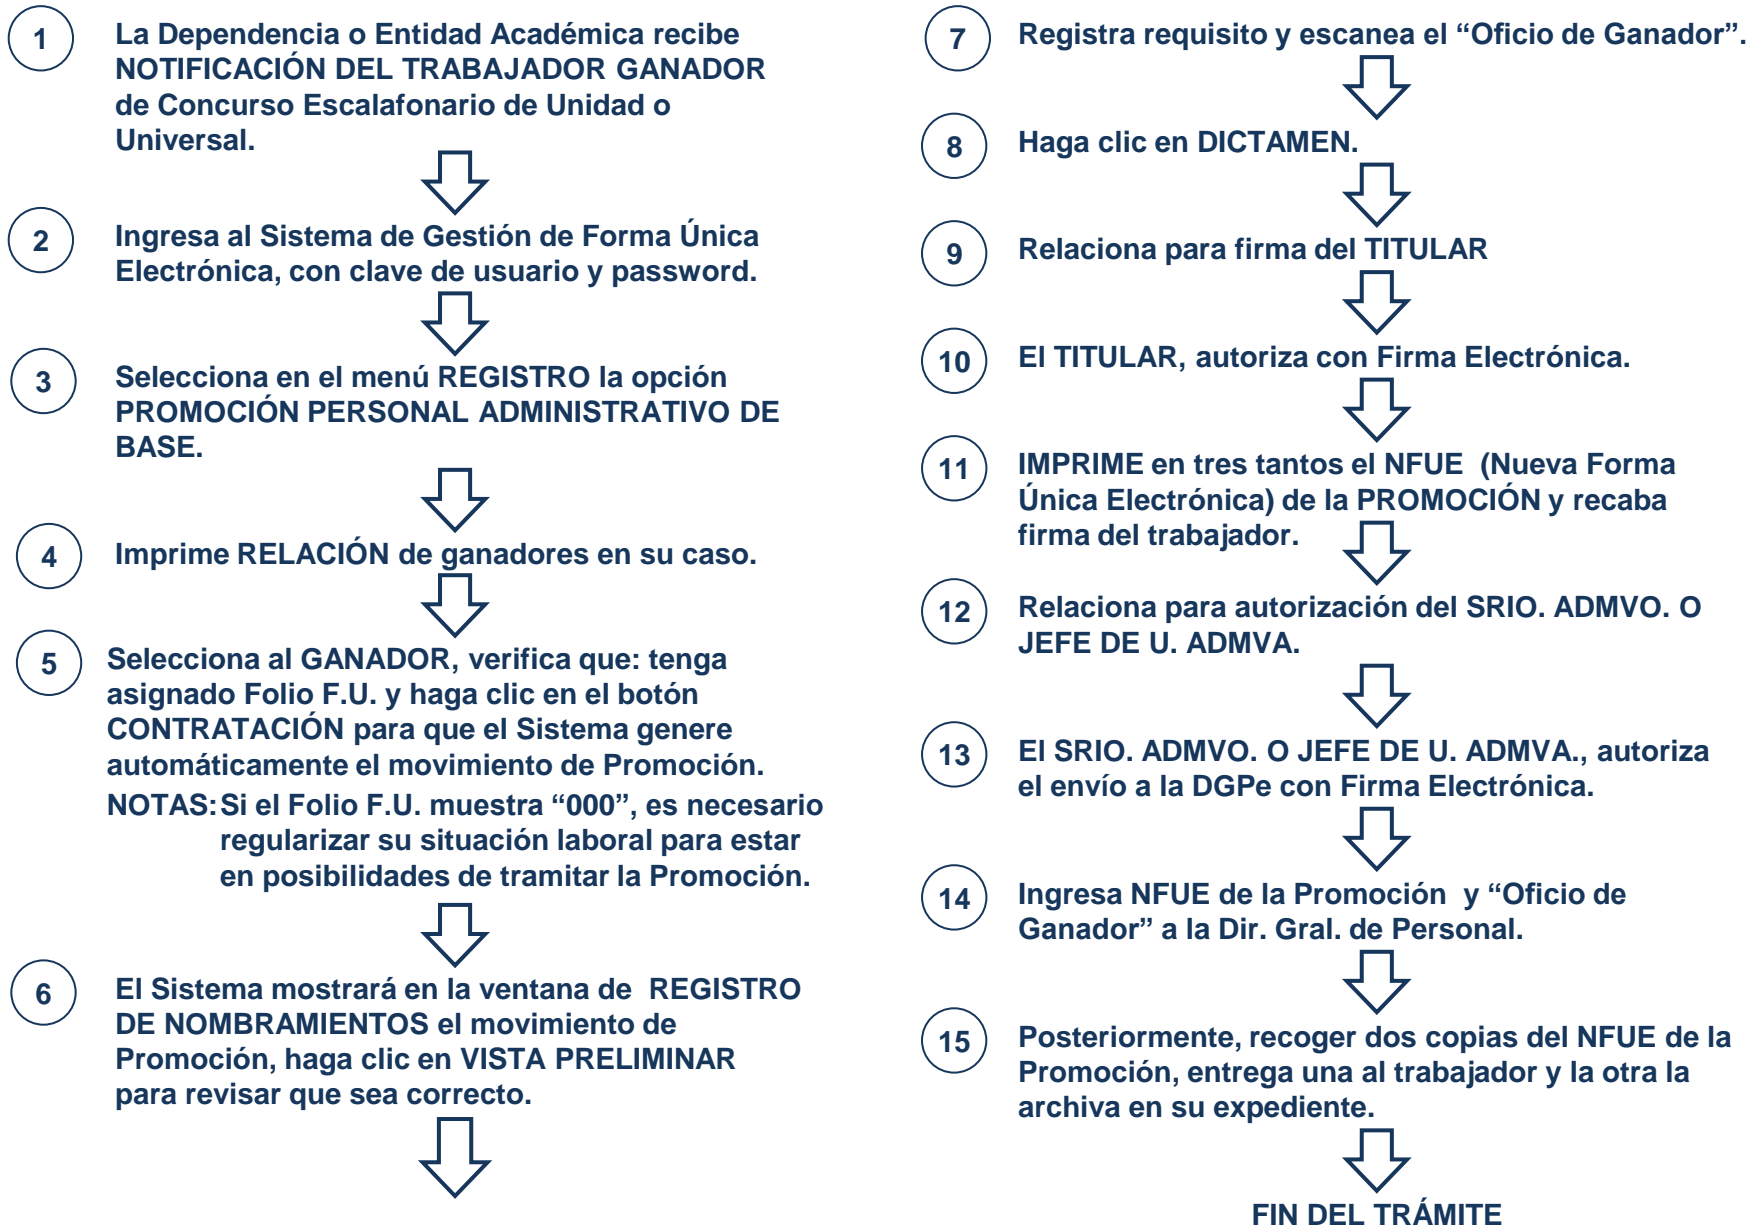 1
La Dependencia o Entidad Académica recibe
NOTIFICACIÓN DEL TRABAJADOR GANADOR
de Concurso Escalafonario de Unidad o
Universal.
2
Ingresa al Sistema de Gestión de Forma Única
Electrónica, con clave de usuario y password.
3
Selecciona en el menú REGISTRO la opción
PROMOCIÓN PERSONAL ADMINISTRATIVO DE
BASE.
4
Imprime RELACIÓN de ganadores en su caso.
5
Selecciona al GANADOR, verifica que: tenga
asignado Folio F.U. y haga clic en el botón
CONTRATACIÓN para que el Sistema genere
automáticamente el movimiento de Promoción.
NOTAS: Si el Folio F.U. muestra “000”, es necesario
regularizar su situación laboral para estar
en posibilidades de tramitar la Promoción.
6
El Sistema mostrará en la ventana de REGISTRO
DE NOMBRAMIENTOS el movimiento de
Promoción, haga clic en VISTA PRELIMINAR
para revisar que sea correcto.
7
Registra requisito y escanea el “Oficio de Ganador”.
8
Haga clic en DICTAMEN.
9
Relaciona para firma del TITULAR
10
El TITULAR, autoriza con Firma Electrónica.
11
IMPRIME en tres tantos el NFUE (Nueva Forma
Única Electrónica) de la PROMOCIÓN y recaba
firma del trabajador.
12
Relaciona para autorización del SRIO. ADMVO. O
JEFE DE U. ADMVA.
13
El SRIO. ADMVO. O JEFE DE U. ADMVA., autoriza
el envío a la DGPe con Firma Electrónica.
14
Ingresa NFUE de la Promoción y “Oficio de
Ganador” a la Dir. Gral. de Personal.
15
Posteriormente, recoger dos copias del NFUE de la
Promoción, entrega una al trabajador y la otra la
archiva en su expediente.
FIN DEL TRÁMITE